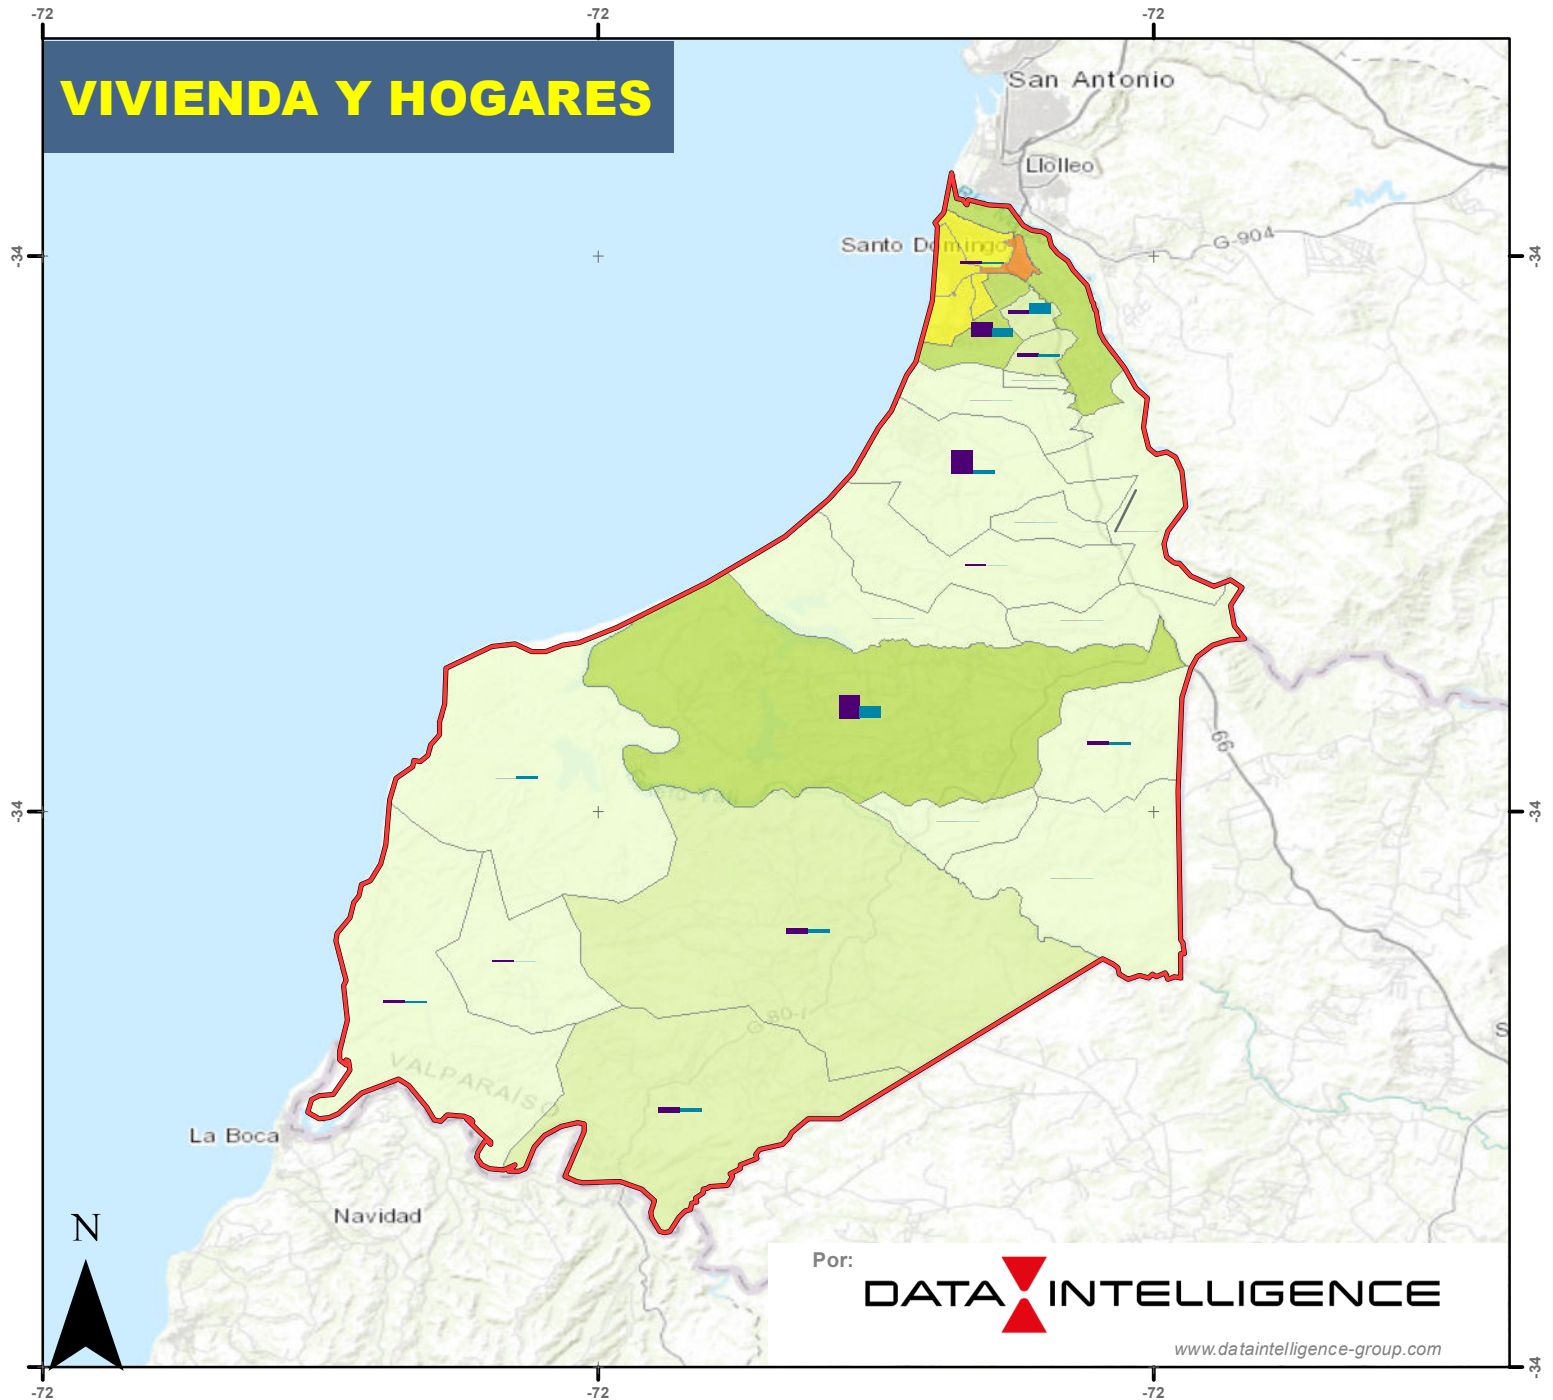 -72 -72 -72
VIVIENDA Y HOGARES
San Antonio
Llolleo
G-904
Santo Domingo
-34 -34
66
-34 -34
G-80-I
VALPARAÍSO
S
La Boca
Navidad
N
Por:
DATA INTELLIGENCE
www.dataintelligence-group.com
-34
-72 -72 -72